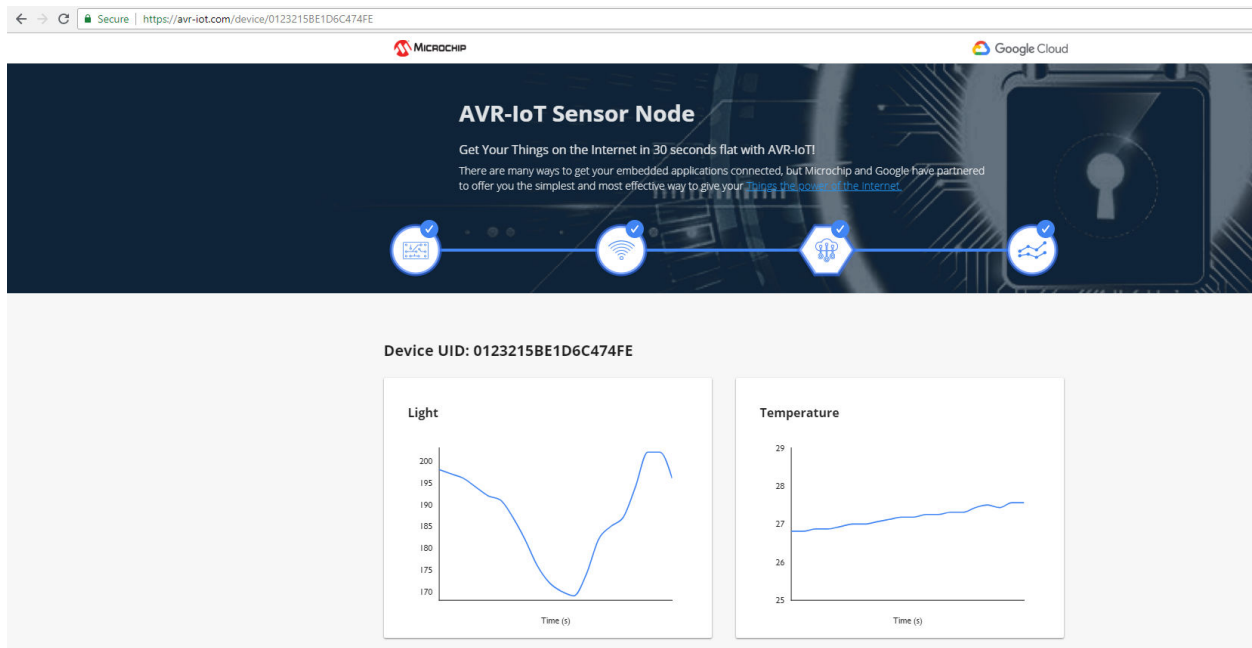 Secure | https://avr-iot.com/device/0123215BE1D6C474FE
MICROCHIP
Google Cloud
AVR-IoT Sensor Node
Get Your Things on the Internet in 30 seconds flat with AVR-IoT!
There are many ways to get your embedded applications connected, but Microchip and Google have partnered
to offer you the simplest and most effective way to give your Things the power of the Internet.
Device UID: 0123215BE1D6C474FE
Light
200
195
190
185
180
175
170
Time (s)
Temperature
29
28
27
26
25
Time (s)